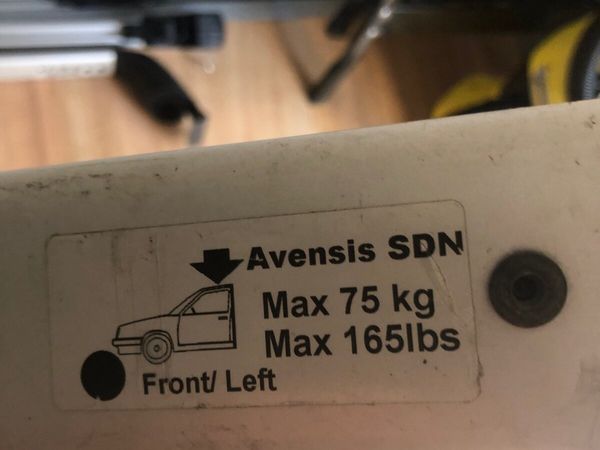 Avensis SDN
Max 75 kg
Max 165lbs
Front/ Left